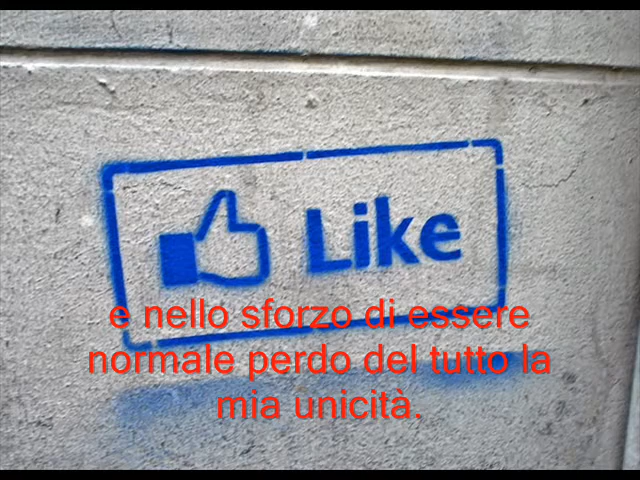 Like
e nello sforzo di essere
normale perdo del tutto la
mia unicità.